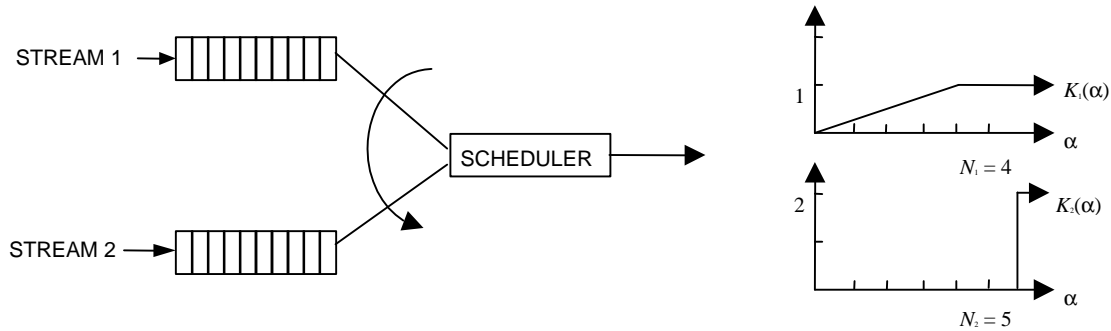 STREAM 1
SCHEDULER
STREAM 2
1
K₁(α)
α
N₁ = 4
2
K₂(α)
α
N₂ = 5